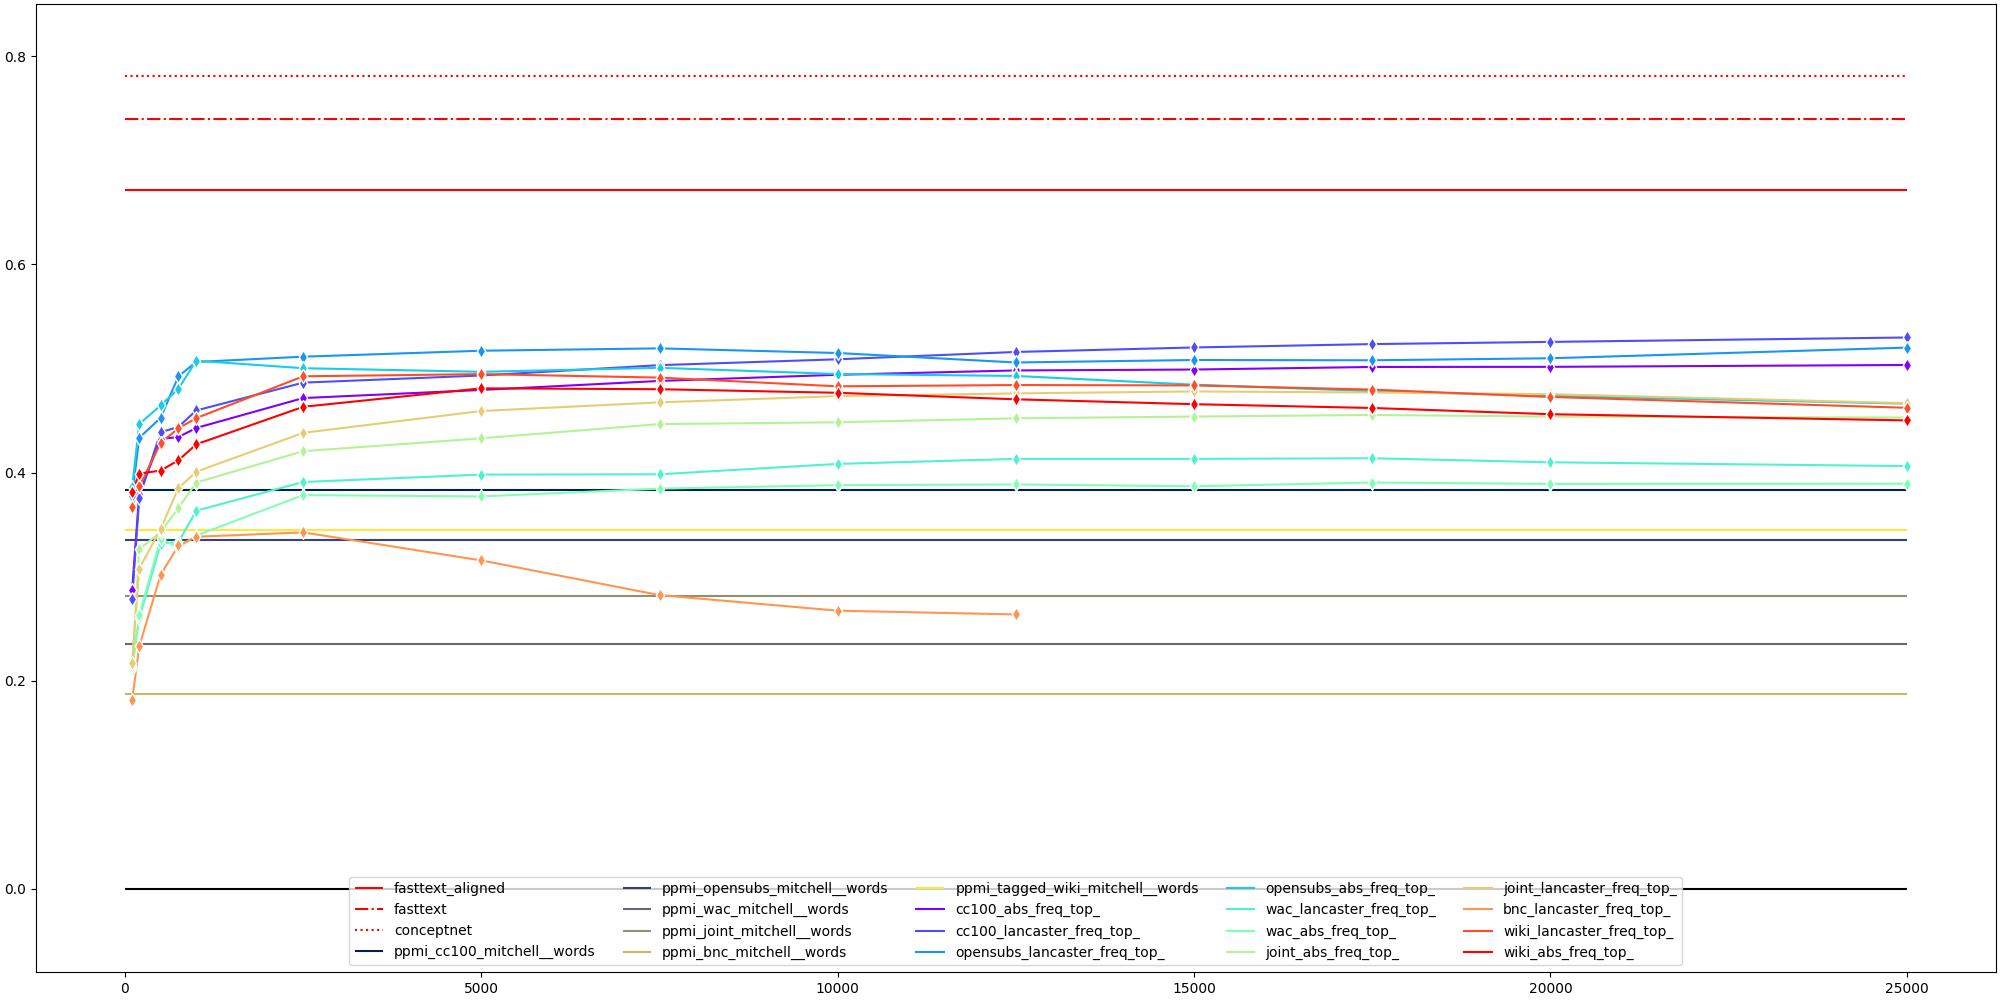 0.8
0.6
0.4
0.2
0.0
fasttext_aligned
fasttext
conceptnet
ppmi_cc100_mitchell__words
ppmi_opensubs_mitchell__words
ppmi_wac_mitchell__words
ppmi_joint_mitchell__words
ppmi_bnc_mitchell__words
ppmi_tagged_wiki_mitchell__words
cc100_abs_freq_top_
cc100_lancaster_freq_top_
opensubs_lancaster_freq_top_
opensubs_abs_freq_top_
wac_lancaster_freq_top_
wac_abs_freq_top_
joint_abs_freq_top_
joint_lancaster_freq_top_
bnc_lancaster_freq_top_
wiki_lancaster_freq_top_
wiki_abs_freq_top_
0 5000 10000 15000 20000 25000